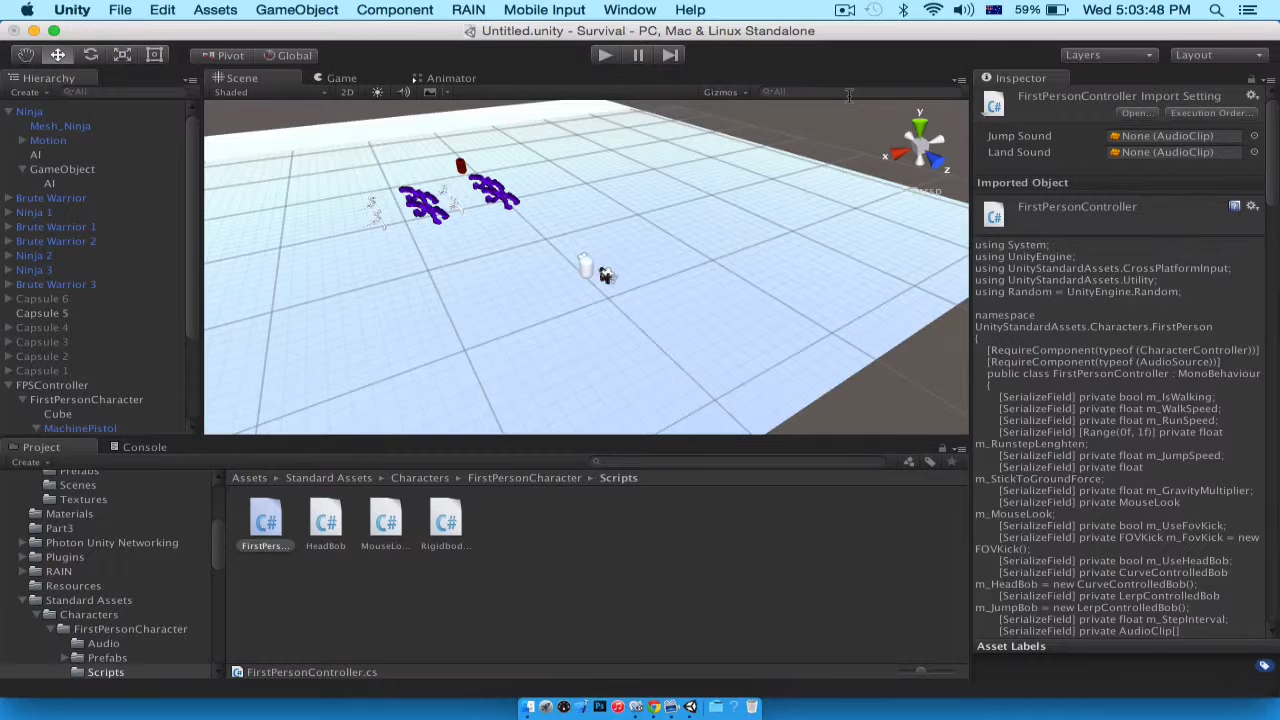 Unity File Edit Assets GameObject Component RAIN Mobile Input Window Help 59% Wed 5:03:48 PM
Untitled.unity - Survival - PC, Mac & Linux Standalone
Pivot Global Layers Layout
Hierarchy
Create All
Ninja
Mesh_Ninja
Motion
AI
GameObject
AI
Brute Warrior
Ninja 1
Brute Warrior 1
Brute Warrior 2
Ninja 2
Ninja 3
Brute Warrior 3
Capsule 6
Capsule 5
Capsule 4
Capsule 3
Capsule 2
Capsule 1
FPSController
FirstPersonCharacter
Cube
MachinePistol
Scene Game Animator
Shaded 2D Gizmos All
y
x
z
Persp
Inspector
FirstPersonController Import Setting
Open... Execution Order...
Jump Sound None (AudioClip)
Land Sound None (AudioClip)
Imported Object
FirstPersonController
using System;
using UnityEngine;
using UnityStandardAssets.CrossPlatformInput;
using UnityStandardAssets.Utility;
using Random = UnityEngine.Random;
namespace
UnityStandardAssets.Characters.FirstPerson
{
[RequireComponent(typeof (CharacterController))]
[RequireComponent(typeof (AudioSource))]
public class FirstPersonController : MonoBehaviour
{
[SerializeField] private bool m_IsWalking;
[SerializeField] private float m_WalkSpeed;
[SerializeField] private float m_RunSpeed;
[SerializeField] [Range(0f, 1f)] private float
m_RunstepLenghten;
[SerializeField] private float m_JumpSpeed;
[SerializeField] private float
m_StickToGroundForce;
[SerializeField] private float m_GravityMultiplier;
[SerializeField] private MouseLook
m_MouseLook;
[SerializeField] private bool m_UseFovKick;
[SerializeField] private FOVKick m_FovKick = new
FOVKick();
[SerializeField] private bool m_UseHeadBob;
[SerializeField] private CurveControlledBob
m_HeadBob = new CurveControlledBob();
[SerializeField] private LerpControlledBob
m_JumpBob = new LerpControlledBob();
[SerializeField] private float m_StepInterval;
[SerializeField] private AudioClip[]
Asset Labels
Project Console
Create
Prefabs
Scenes
Textures
Materials
Part3
Photon Unity Networking
Plugins
RAIN
Resources
Standard Assets
Characters
FirstPersonCharacter
Audio
Prefabs
Scripts
Assets Standard Assets Characters FirstPersonCharacter Scripts
C# C# C# C#
FirstPers... HeadBob MouseLo... Rigidbod...
FirstPersonController.cs